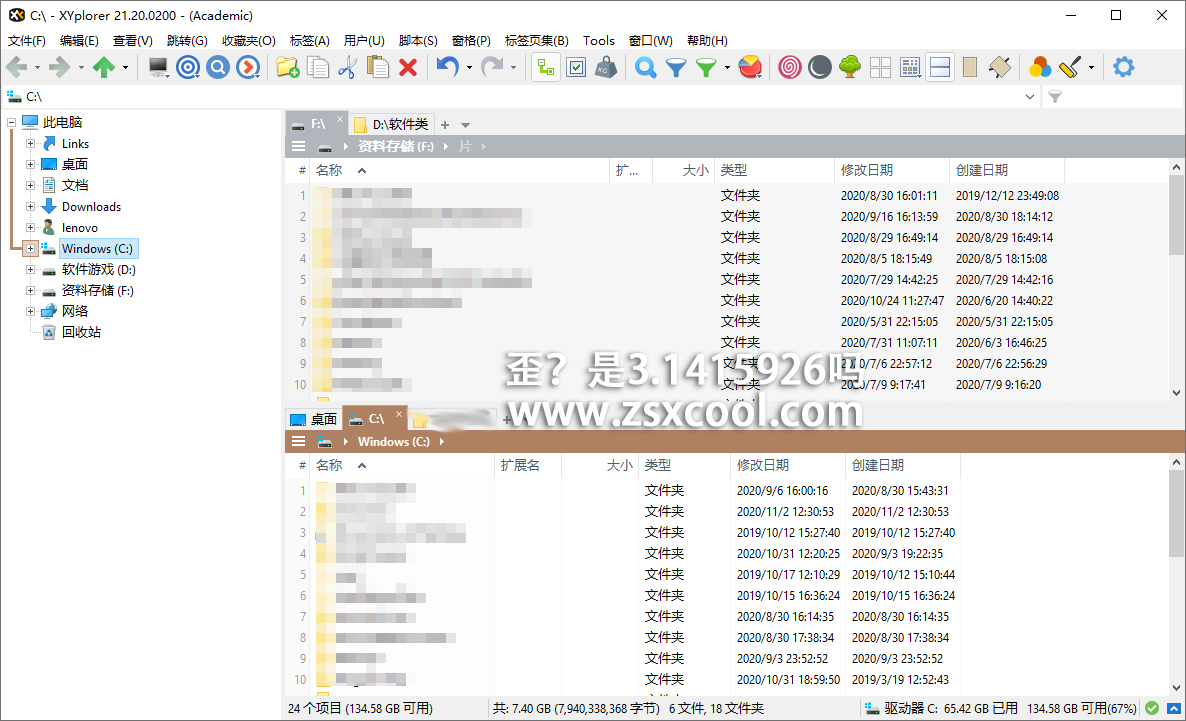 C:\ - XYplorer 21.20.0200 - (Academic)
文件(F) 编辑(E) 查看(V) 跳转(G) 收藏夹(O) 标签(A) 用户(U) 脚本(S) 窗格(P) 标签页集(B) Tools 窗口(W) 帮助(H)
C:\
此电脑
Links
桌面
文档
Downloads
lenovo
Windows (C:)
软件游戏 (D:)
资料存储 (F:)
网络
回收站
F:\ × D:\软件类 +
资料存储 (F:) 片
# 名称 扩... 大小 类型 修改日期 创建日期
1 文件夹 2020/8/30 16:01:11 2019/12/12 23:49:08
2 文件夹 2020/9/16 16:13:59 2020/8/30 18:14:12
3 文件夹 2020/8/29 16:49:14 2020/8/29 16:49:14
4 文件夹 2020/8/5 18:15:49 2020/8/5 18:15:08
5 文件夹 2020/7/29 14:42:25 2020/7/29 14:42:16
6 文件夹 2020/10/24 11:27:47 2020/6/20 14:40:22
7 文件夹 2020/5/31 22:15:05 2020/5/31 22:15:05
8 文件夹 2020/7/31 11:07:11 2020/6/3 16:46:25
9 文件夹 2020/7/6 22:57:12 2020/7/6 22:56:29
10 文件夹 2020/7/9 9:17:41 2020/7/9 9:16:20
歪？是3.1415926吗
www.zsxcool.com
桌面 C:\ × +
Windows (C:)
# 名称 扩展名 大小 类型 修改日期 创建日期
1 文件夹 2020/9/6 16:00:16 2020/8/30 15:43:31
2 文件夹 2020/11/2 12:30:53 2020/11/2 12:30:53
3 文件夹 2019/10/12 15:27:40 2019/10/12 15:27:40
4 文件夹 2020/10/31 12:20:25 2020/9/3 19:22:35
5 文件夹 2019/10/17 12:10:29 2019/10/12 15:10:44
6 文件夹 2019/10/15 16:36:24 2019/10/15 16:36:24
7 文件夹 2020/8/30 16:14:35 2020/8/30 16:14:35
8 文件夹 2020/8/30 17:38:34 2020/8/30 17:38:34
9 文件夹 2020/9/3 23:52:52 2020/9/3 23:52:52
10 文件夹 2020/10/31 18:59:50 2019/3/19 12:52:43
24 个项目 (134.58 GB 可用) 共: 7.40 GB (7,940,338,368 字节) 6 文件, 18 文件夹 驱动器 C: 65.42 GB 已用 134.58 GB 可用(67%)